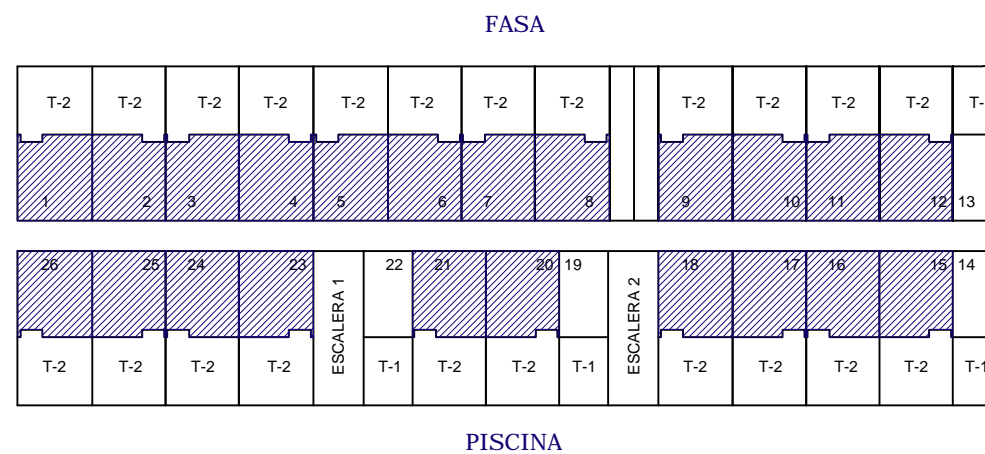 FASA
T-2 T-2 T-2 T-2 T-2 T-2 T-2 T-2 T-2 T-2 T-2 T-2 T-
1 2 3 4 5 6 7 8 9 10 11 12 13
26 25 24 23 22 21 20 19 18 17 16 15 14
ESCALERA 1
ESCALERA 2
T-2 T-2 T-2 T-2 T-1 T-2 T-2 T-1 T-2 T-2 T-2 T-2 T-1
PISCINA